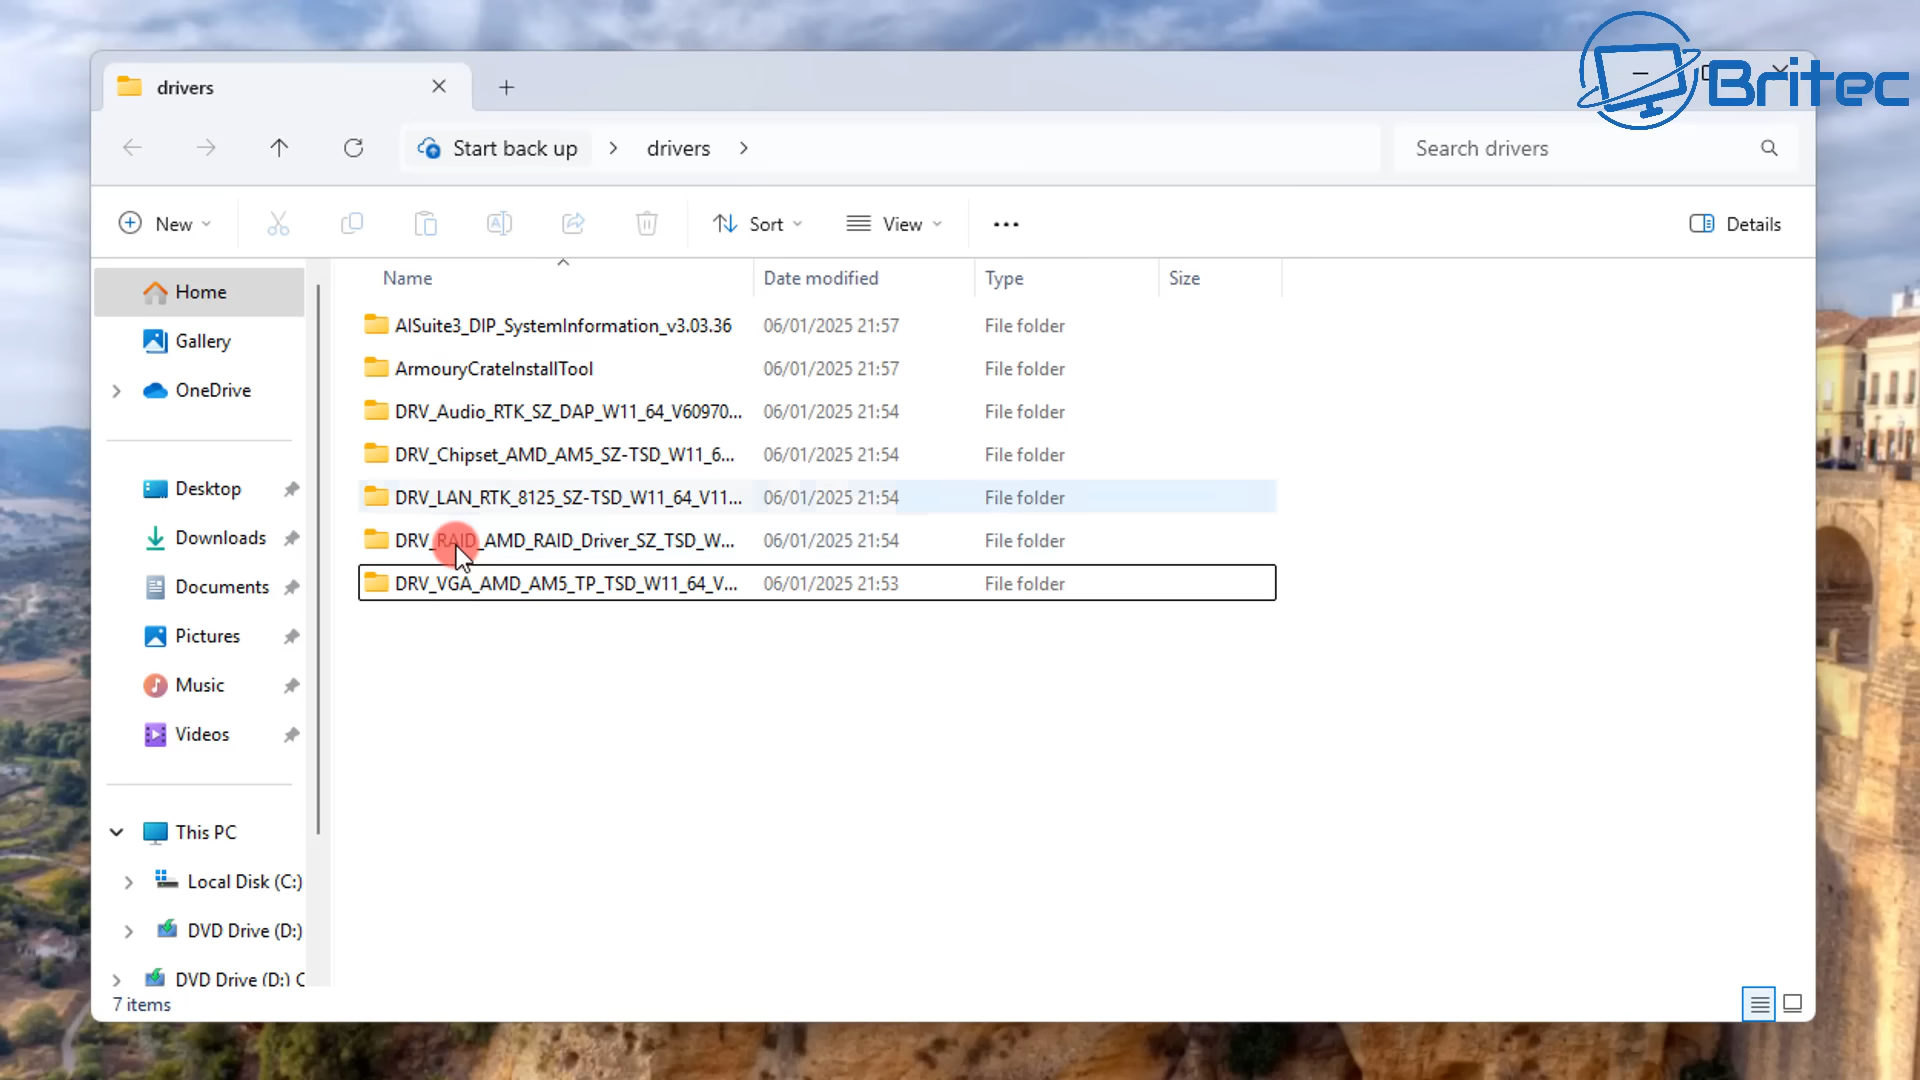 Britec
drivers
Start back up > drivers >
Search drivers
New
Sort
View
Details
Name
Date modified
Type
Size
AISuite3_DIP_SystemInformation_v3.03.36 06/01/2025 21:57 File folder
ArmouryCrateInstallTool 06/01/2025 21:57 File folder
DRV_Audio_RTK_SZ_DAP_W11_64_V60970... 06/01/2025 21:54 File folder
DRV_Chipset_AMD_AM5_SZ-TSD_W11_6... 06/01/2025 21:54 File folder
DRV_LAN_RTK_8125_SZ-TSD_W11_64_V11... 06/01/2025 21:54 File folder
DRV_RAID_AMD_RAID_Driver_SZ_TSD_W... 06/01/2025 21:54 File folder
DRV_VGA_AMD_AM5_TP_TSD_W11_64_V... 06/01/2025 21:53 File folder
Home
Gallery
OneDrive
Desktop
Downloads
Documents
Pictures
Music
Videos
This PC
Local Disk (C:)
DVD Drive (D:)
DVD Drive (D:) C
7 items